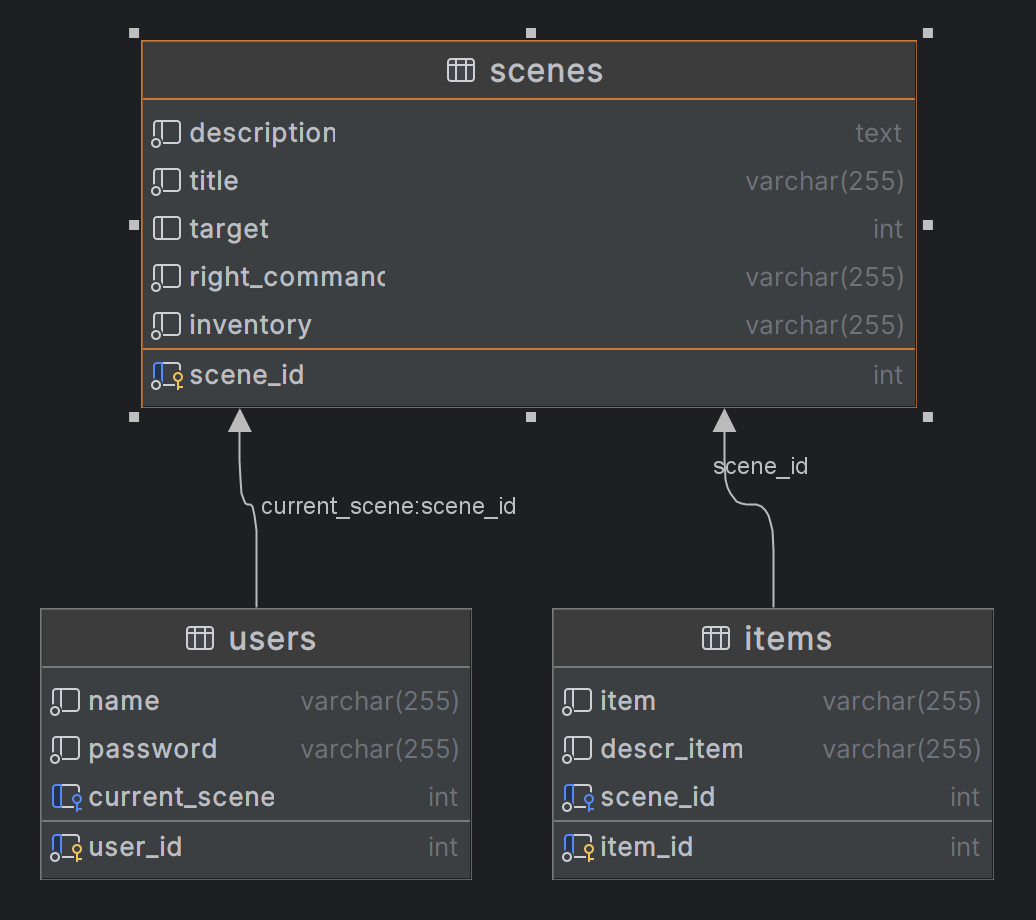 scenes
description text
title varchar(255)
target int
right_command varchar(255)
inventory varchar(255)
scene_id int
scene_id
current_scene:scene_id
users
name varchar(255)
password varchar(255)
current_scene int
user_id int
items
item varchar(255)
descr_item varchar(255)
scene_id int
item_id int